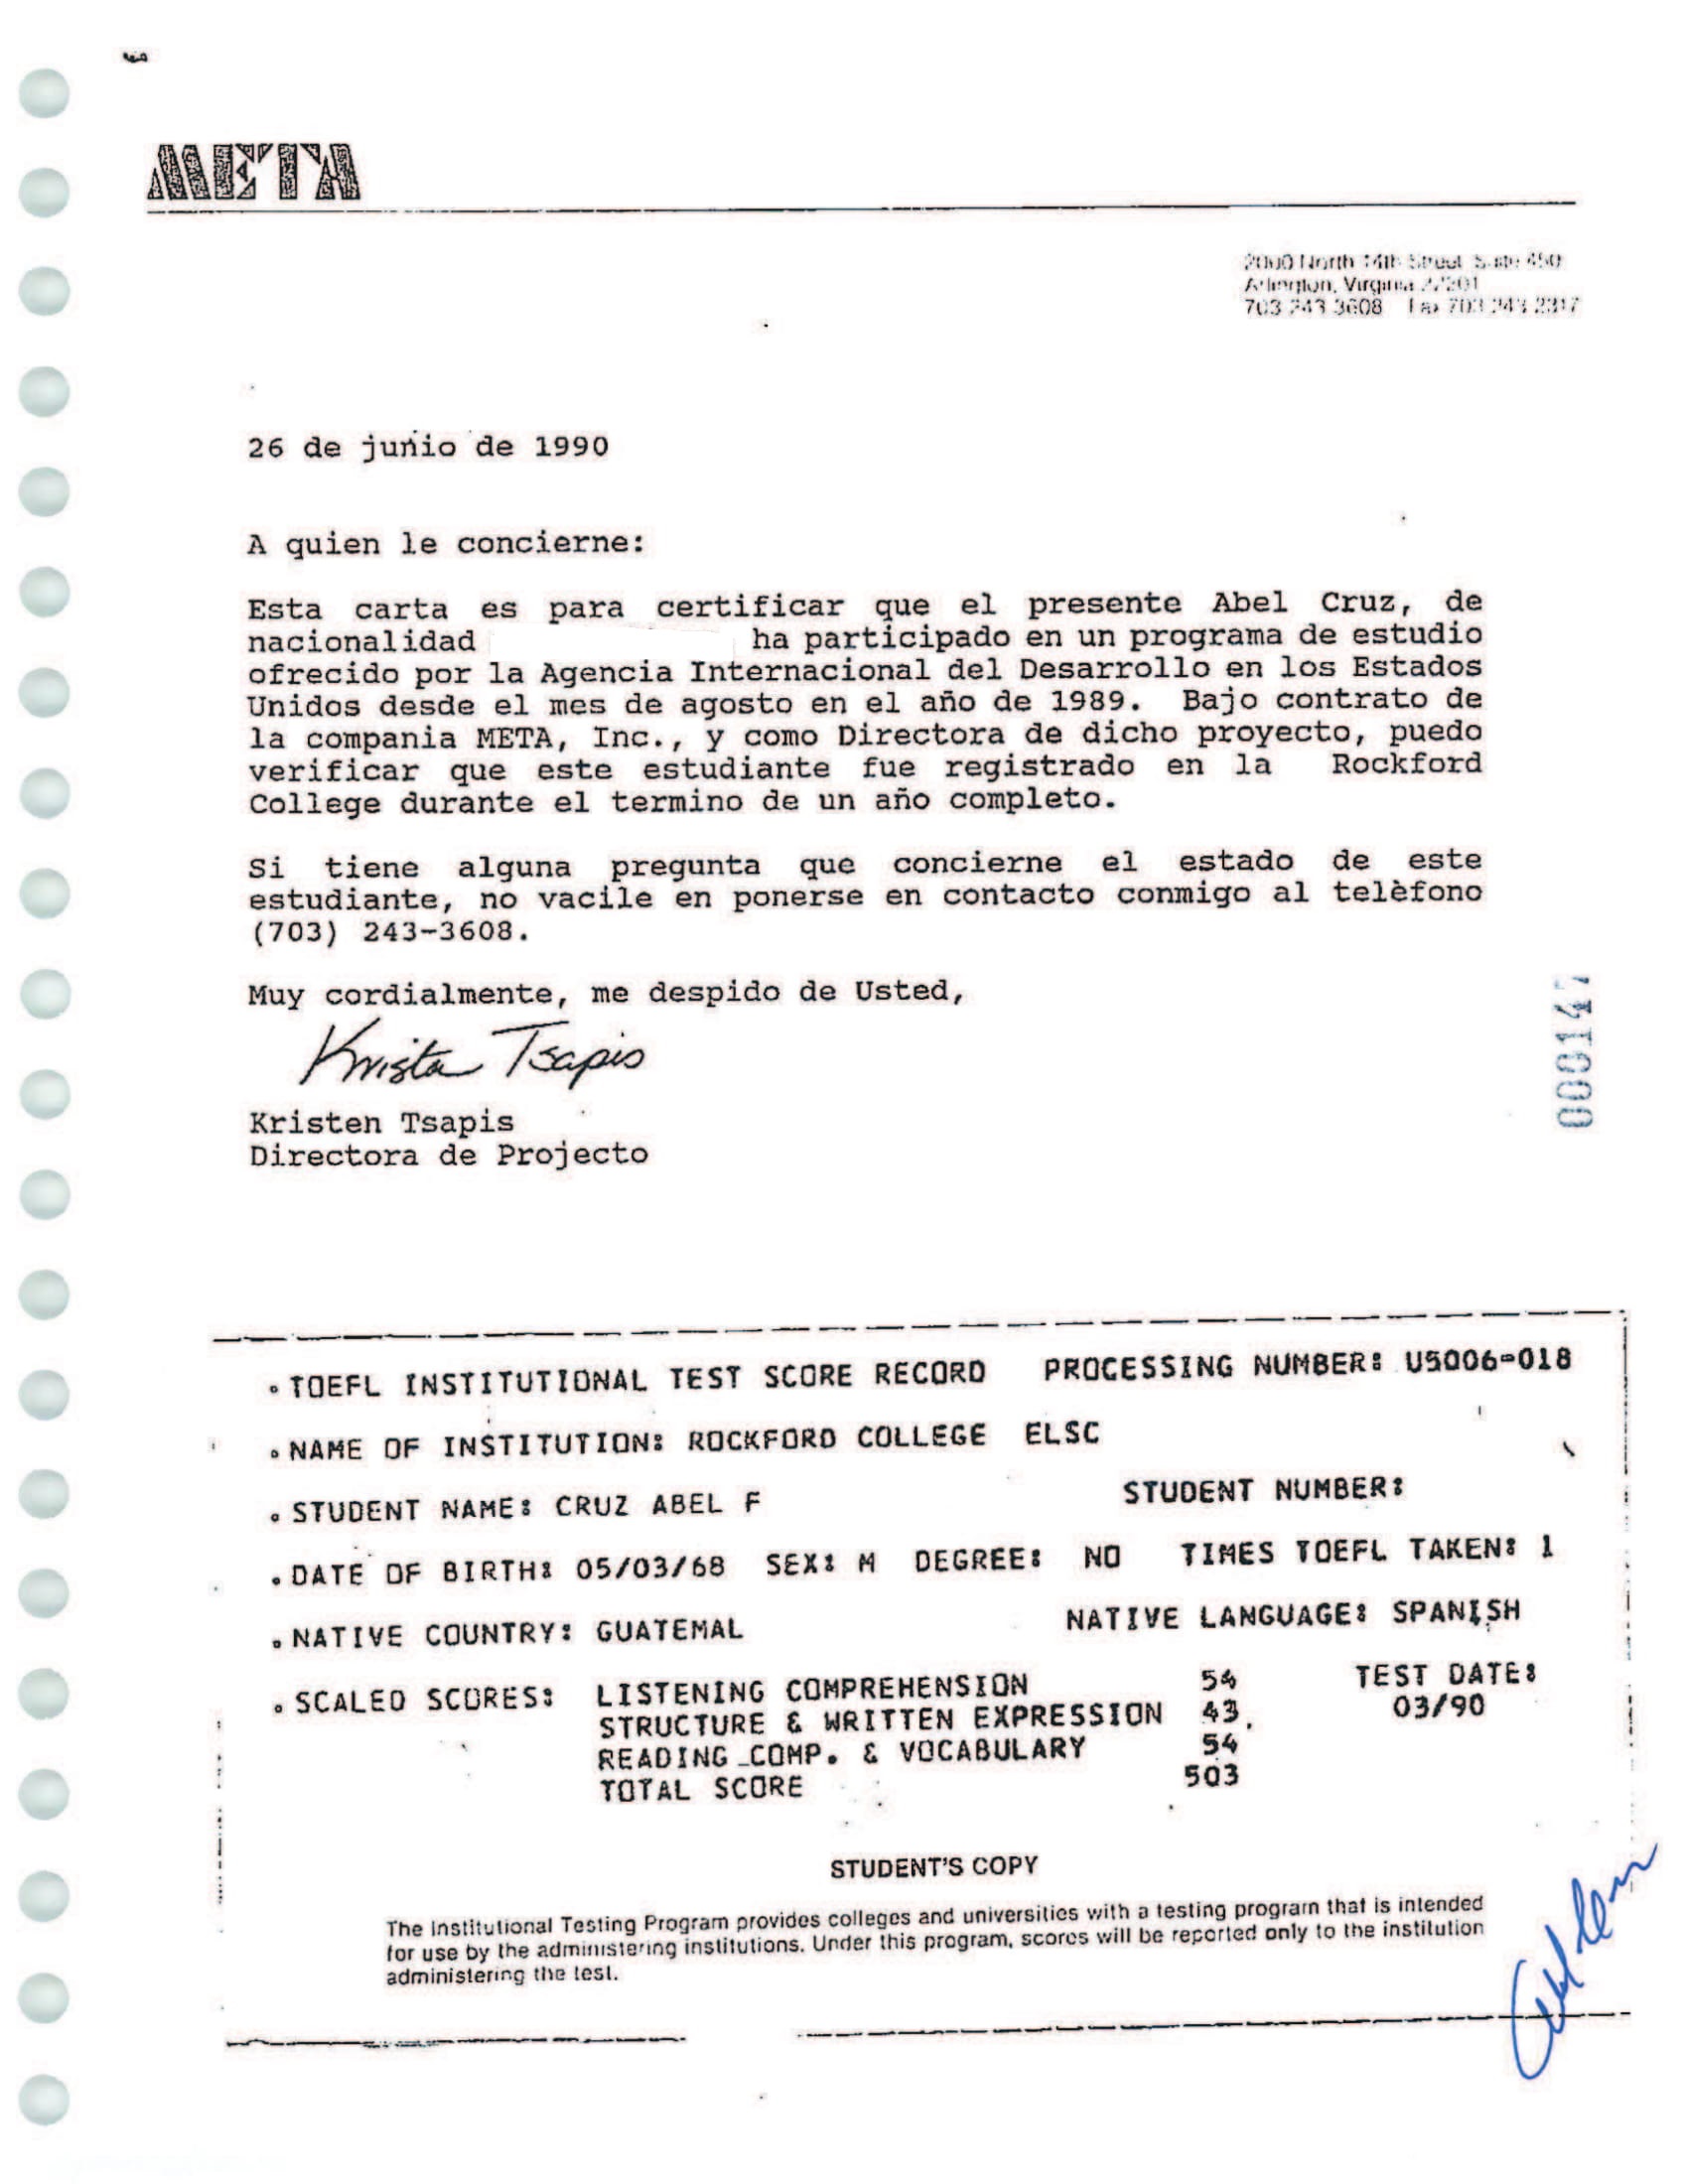 META
2000 North 14th Street, Suite 450
Arlington, Virginia 22201
703 243 3608 Fax 703 243 2317
26 de junio de 1990
A quien le concierne:
Esta carta es para certificar que el presente Abel Cruz, de
nacionalidad ha participado en un programa de estudio
ofrecido por la Agencia Internacional del Desarrollo en los Estados
Unidos desde el mes de agosto en el año de 1989. Bajo contrato de
la compania META, Inc., y como Directora de dicho proyecto, puedo
verificar que este estudiante fue registrado en la Rockford
College durante el termino de un año completo.
Si tiene alguna pregunta que concierne el estado de este
estudiante, no vacile en ponerse en contacto conmigo al telèfono
(703) 243-3608.
Muy cordialmente, me despido de Usted,
Krista Tsapis
Kristen Tsapis
Directora de Projecto
000147
TOEFL INSTITUTIONAL TEST SCORE RECORD PROCESSING NUMBER: U5006-018
NAME OF INSTITUTION: ROCKFORD COLLEGE ELSC
STUDENT NAME: CRUZ ABEL F STUDENT NUMBER:
DATE OF BIRTH: 05/03/68 SEX: M DEGREE: NO TIMES TOEFL TAKEN: 1
NATIVE COUNTRY: GUATEMAL NATIVE LANGUAGE: SPANISH
SCALED SCORES: LISTENING COMPREHENSION 54 TEST DATE:
STRUCTURE & WRITTEN EXPRESSION 43 03/90
READING COMP. & VOCABULARY 54
TOTAL SCORE 503
STUDENT'S COPY
The Institutional Testing Program provides colleges and universities with a testing program that is intended
for use by the administering institutions. Under this program, scores will be reported only to the institution
administering the test.